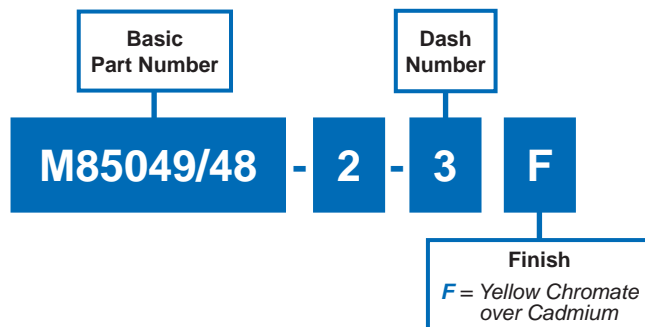 Basic
Part Number
Dash
Number
M85049/48 - 2 - 3 F
Finish
F = Yellow Chromate
over Cadmium